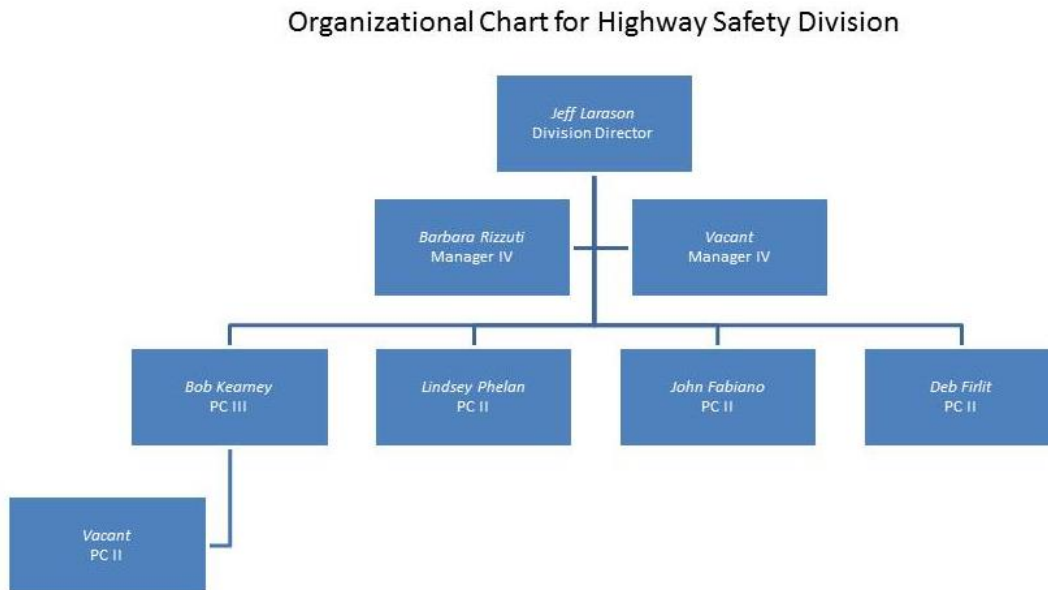 Organizational Chart for Highway Safety Division
Jeff Larason
Division Director
Barbara Rizzuti
Manager IV
Vacant
Manager IV
Bob Kearney
PC III
Lindsey Phelan
PC II
John Fabiano
PC II
Deb Firlit
PC II
Vacant
PC II